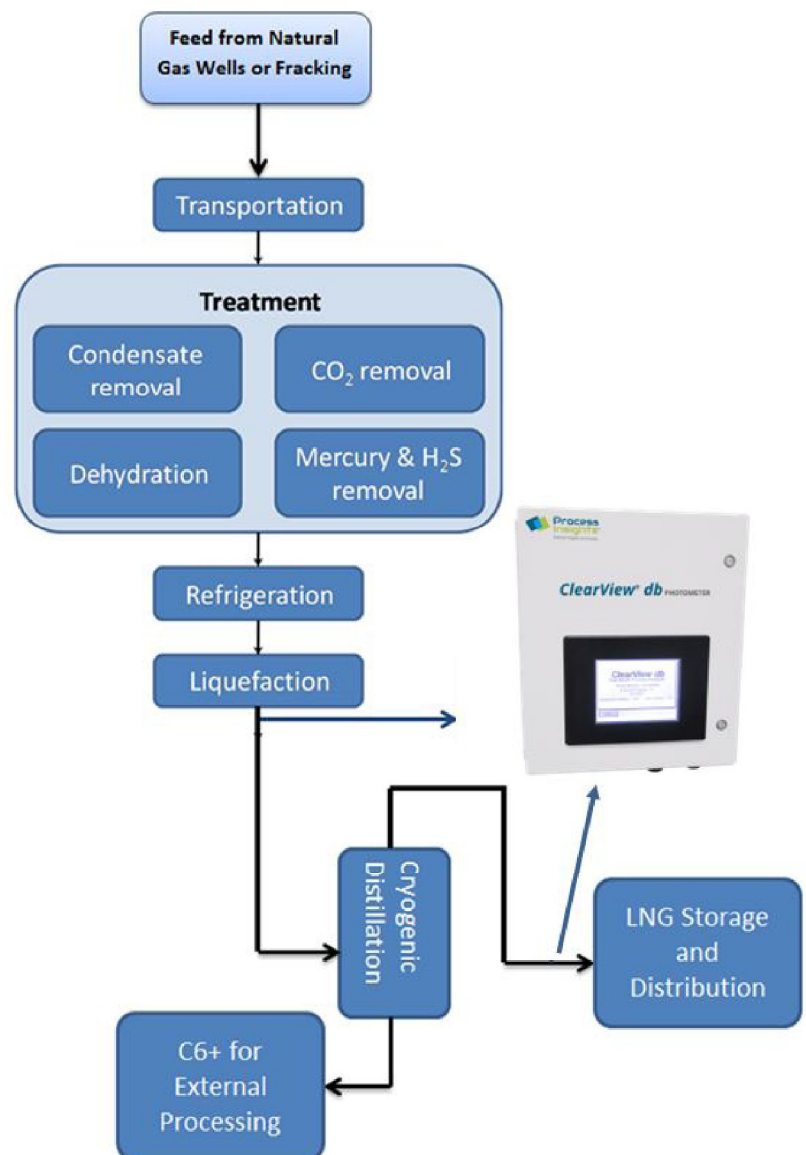 Feed from Natural
Gas Wells or Fracking
Transportation
Treatment
Condensate
removal
CO₂ removal
Dehydration
Mercury & H₂S
removal
Process
Insights
ClearView® db PHOTOMETER
ClearView db
Refrigeration
Liquefaction
Cryogenic
Distillation
LNG Storage
and
Distribution
C6+ for
External
Processing